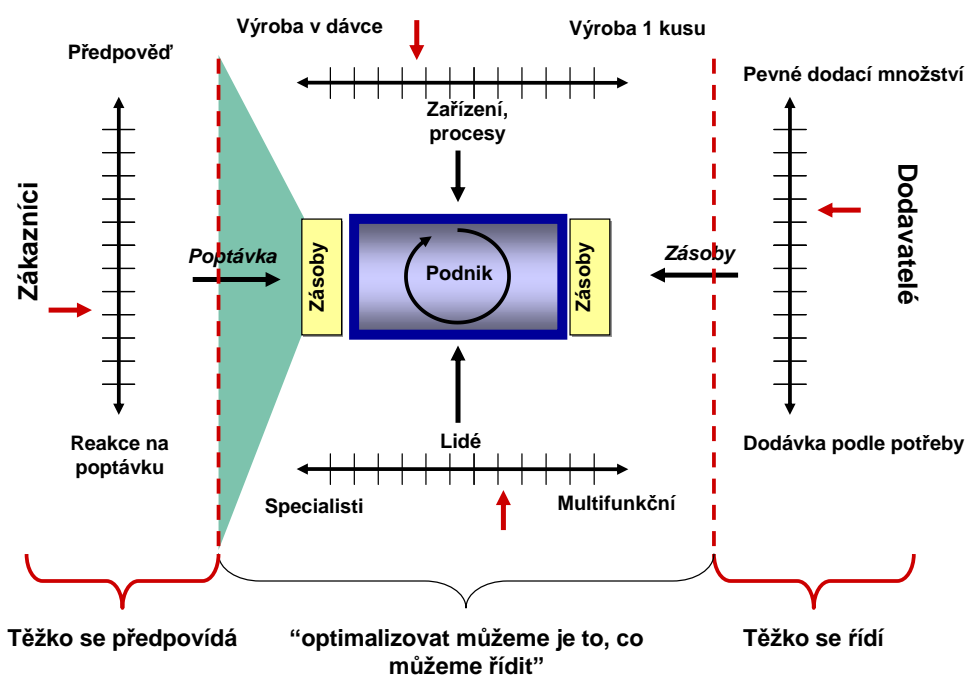 Výroba v dávce
Výroba 1 kusu
Předpověď
Pevné dodací množství
Zařízení,
procesy
Zákazníci
Dodavatelé
Poptávka
Zásoby
Podnik
Zásoby
Zásoby
Lidé
Reakce na
poptávku
Dodávka podle potřeby
Specialisti
Multifunkční
Těžko se předpovídá
“optimalizovat můžeme je to, co
můžeme řídit”
Těžko se řídí